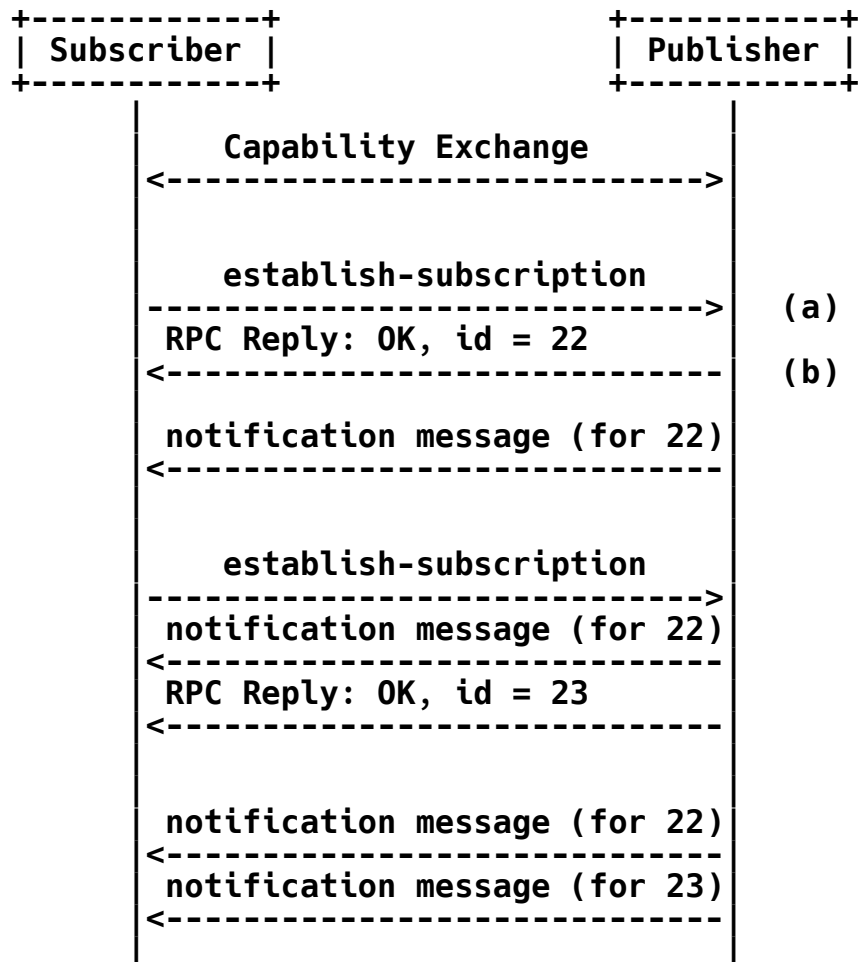 Subscriber Publisher
Capability Exchange
establish-subscription
(a)
RPC Reply: OK, id = 22
(b)
notification message (for 22)
establish-subscription
notification message (for 22)
RPC Reply: OK, id = 23
notification message (for 22)
notification message (for 23)